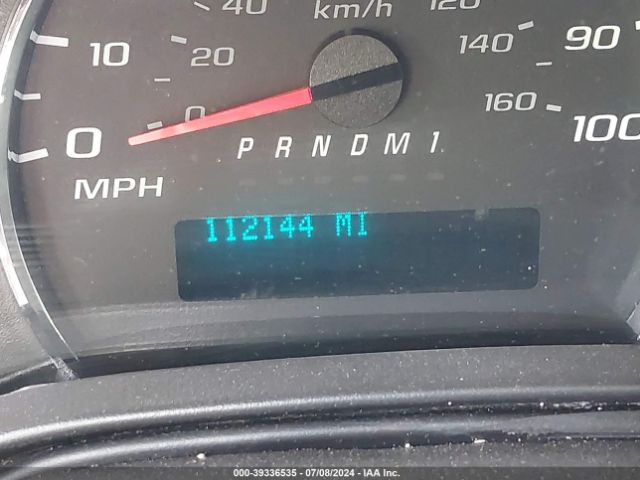 40 km/h 120
10 20 140 90
0 0 160 100
P R N D M 1
MPH
112144 MI
000-39336535 - 07/08/2024 - IAA Inc.